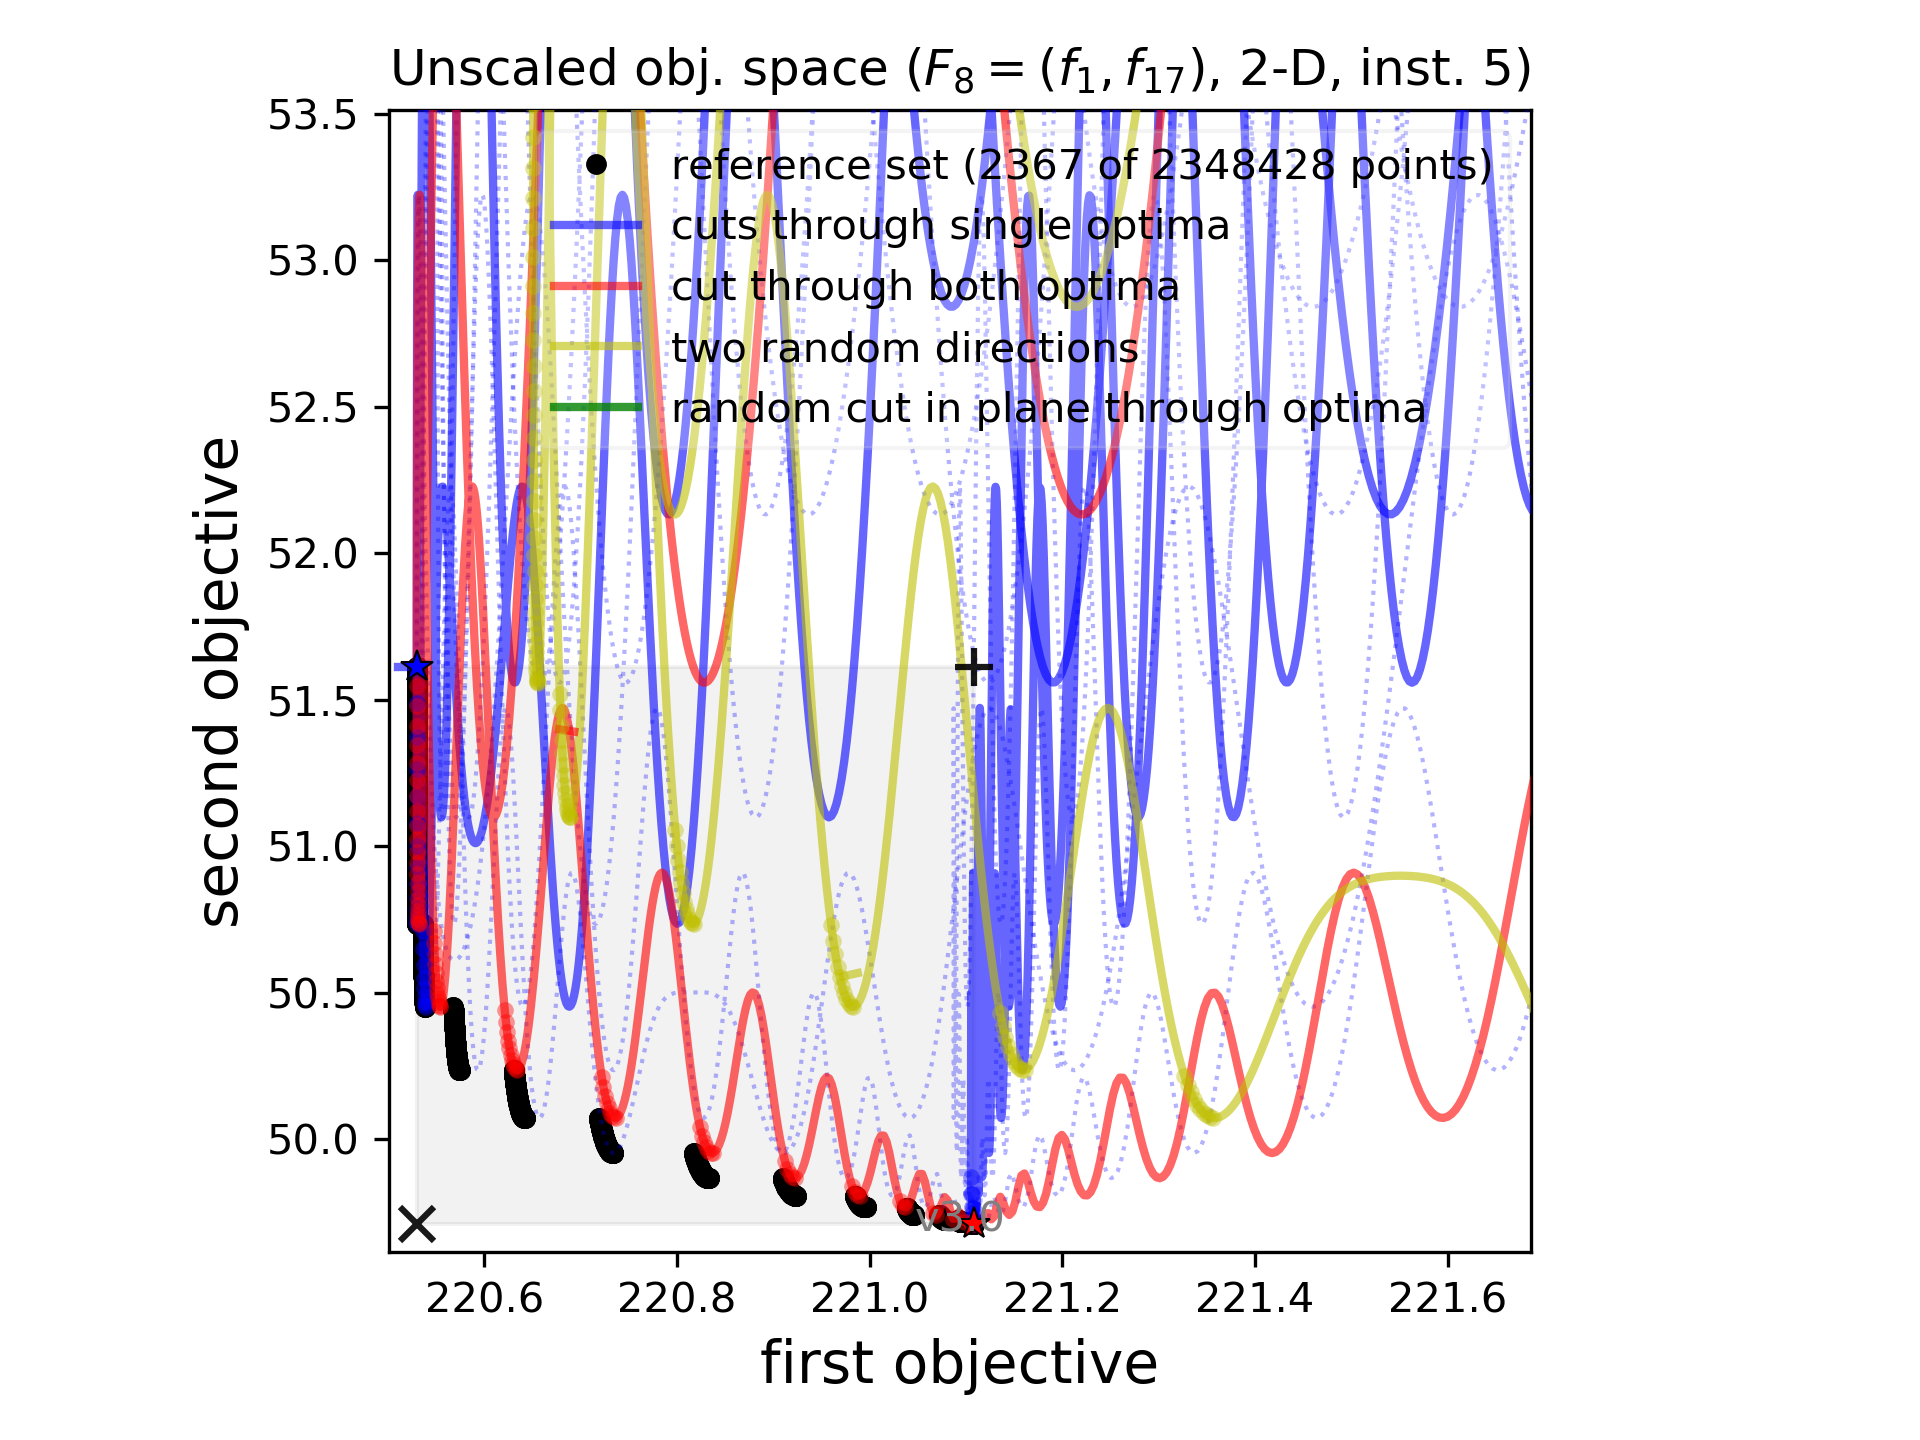 Unscaled obj. space (F₈ = (f₁, f₁₇), 2-D, inst. 5)
53.5
53.0
52.5
52.0
51.5
51.0
50.5
50.0
second objective
reference set (2367 of 2348428 points)
cuts through single optima
cut through both optima
two random directions
random cut in plane through optima
v3.0
220.6 220.8 221.0 221.2 221.4 221.6
first objective